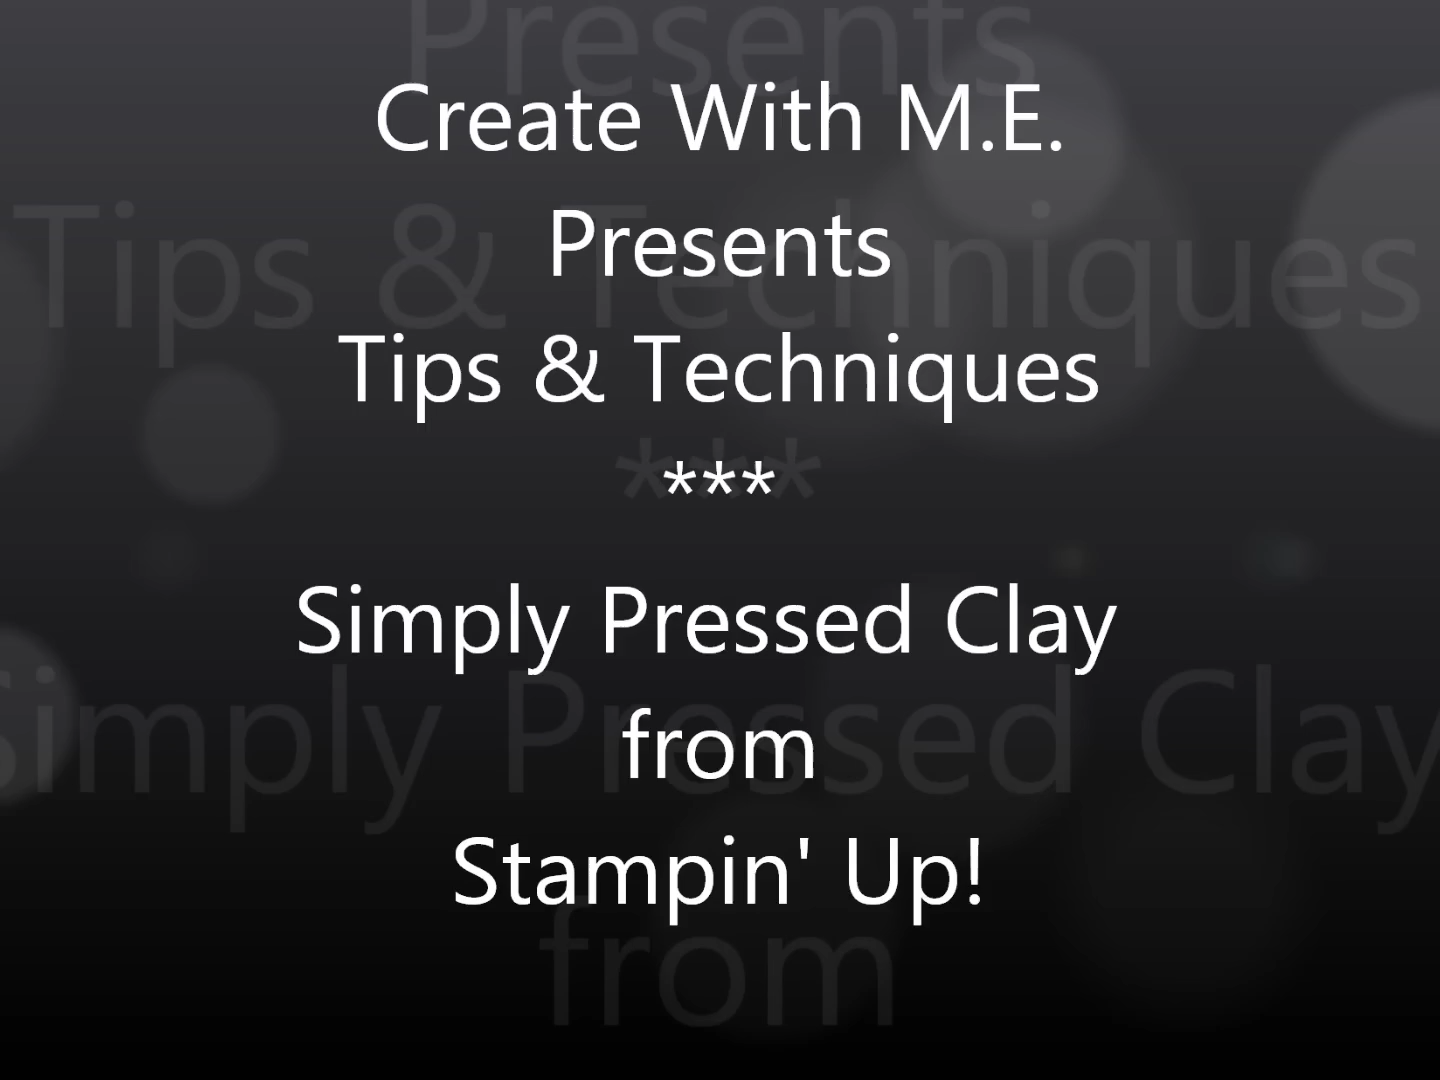 Create With M.E.
Presents
Tips & Techniques
***
Simply Pressed Clay
from
Stampin' Up!